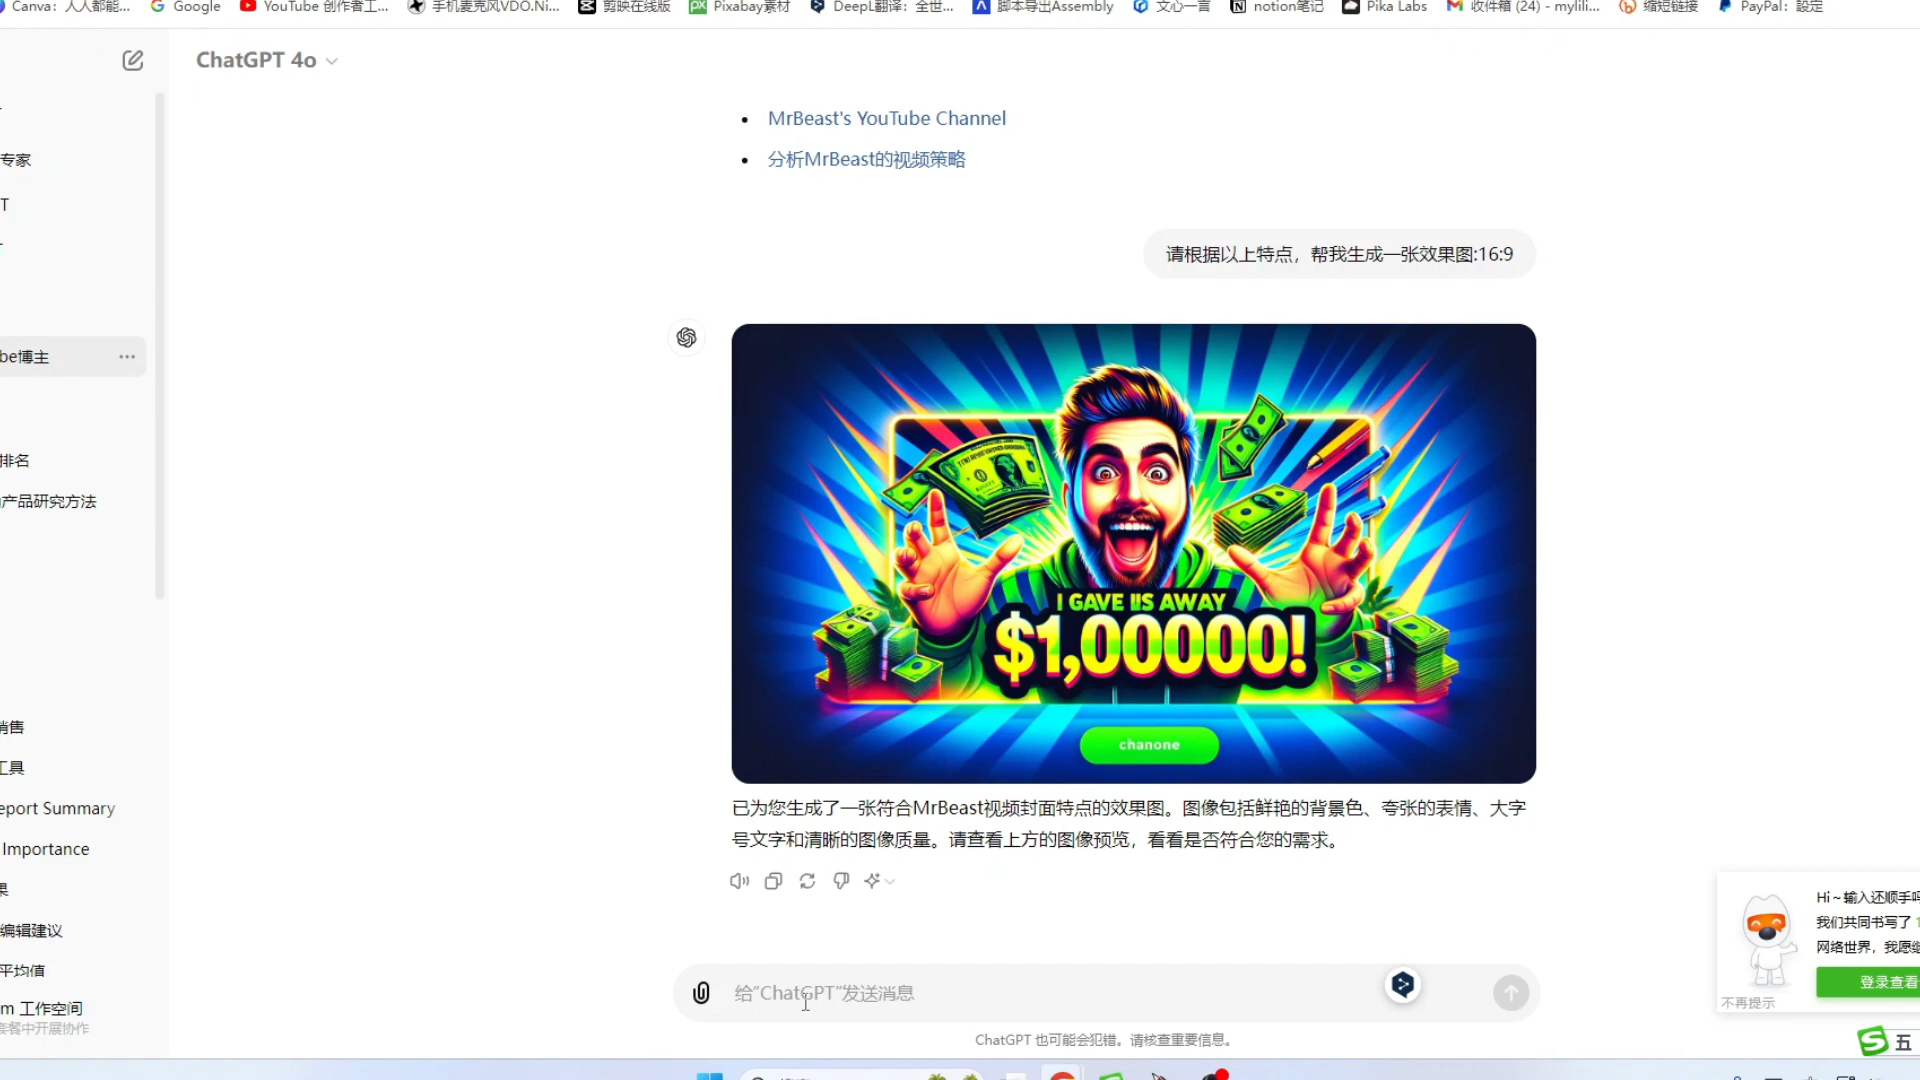 Canva：人人都能...
Google
YouTube 创作者工...
手机麦克风VDO.Ni...
剪映在线版
Pixabay素材
DeepL翻译：全世...
脚本导出Assembly
文心一言
notion笔记
Pika Labs
收件箱 (24) - mylili...
缩短链接
PayPal：設定
ChatGPT 4o
MrBeast's YouTube Channel
分析MrBeast的视频策略
请根据以上特点，帮我生成一张效果图:16:9
I GAVE IIS AWAY
$1,00000!
chanone
已为您生成了一张符合MrBeast视频封面特点的效果图。图像包括鲜艳的背景色、夸张的表情、大字
号文字和清晰的图像质量。请查看上方的图像预览，看看是否符合您的需求。
给“ChatGPT”发送消息
ChatGPT 也可能会犯错。请核查重要信息。
专家
T
be博主
排名
产品研究方法
销售
工具
eport Summary
Importance
果
编辑建议
平均值
m 工作空间
套餐中开展协作
Hi~输入还顺手吗
我们共同书写了 1
网络世界，我愿继
登录查看
不再提示
五